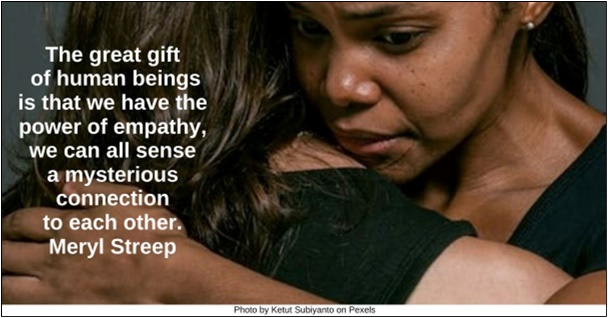 The great gift
of human beings
is that we have the
power of empathy,
we can all sense
a mysterious
connection
to each other.
Meryl Streep
Photo by Ketut Subiyanto on Pexels